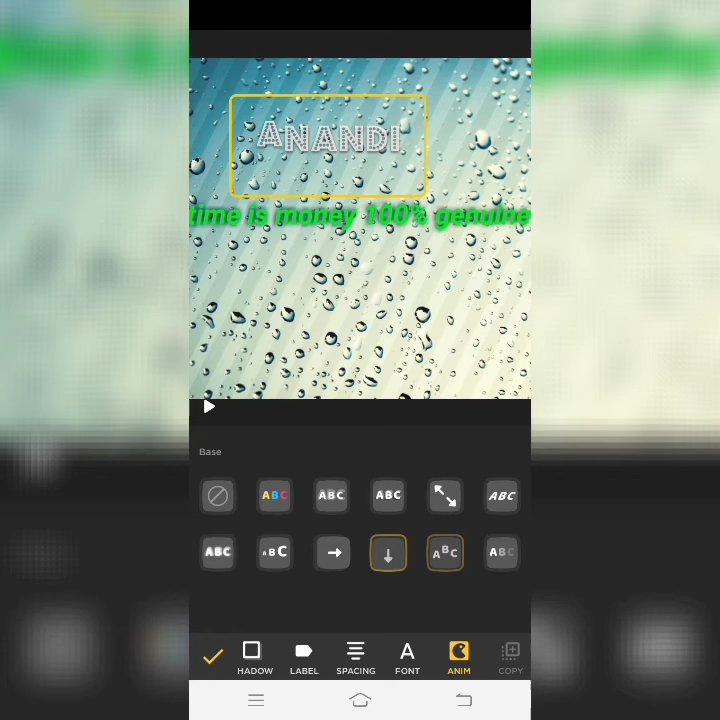 ANANDI
time is money 100% genuine
Base
ABC ABC ABC ABC
ABC ABC ABC ABC
HADOW LABEL SPACING FONT ANIM COPY